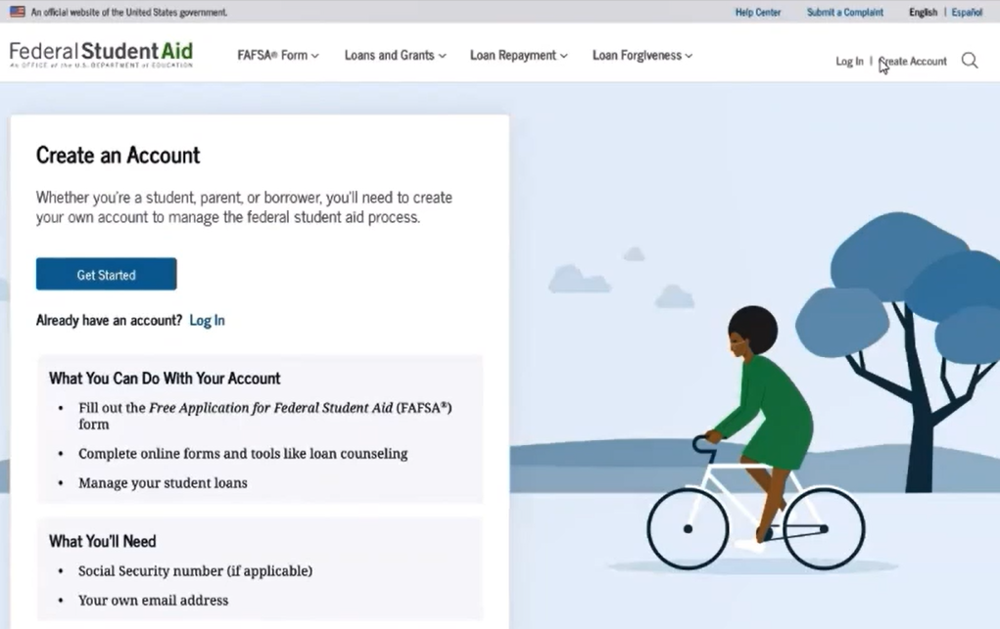 An official website of the United States government.
Help Center Submit a Complaint English | Español
Federal Student Aid
An OFFICE of the U.S. DEPARTMENT of EDUCATION
FAFSA® Form Loans and Grants Loan Repayment Loan Forgiveness
Log In | Create Account
Create an Account
Whether you're a student, parent, or borrower, you'll need to create
your own account to manage the federal student aid process.
Get Started
Already have an account? Log In
What You Can Do With Your Account
• Fill out the Free Application for Federal Student Aid (FAFSA®)
form
• Complete online forms and tools like loan counseling
• Manage your student loans
What You'll Need
• Social Security number (if applicable)
• Your own email address